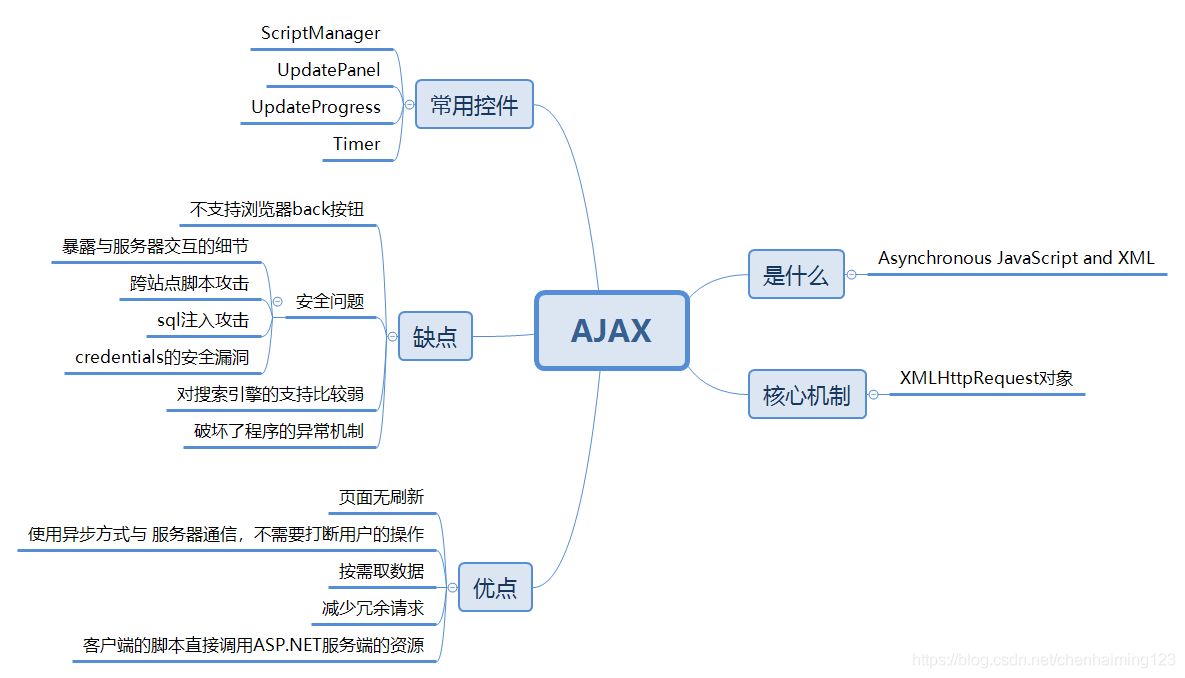 AJAX
是什么
Asynchronous JavaScript and XML
核心机制
XMLHttpRequest对象
常用控件
ScriptManager
UpdatePanel
UpdateProgress
Timer
缺点
不支持浏览器back按钮
安全问题
暴露与服务器交互的细节
跨站点脚本攻击
sql注入攻击
credentials的安全漏洞
对搜索引擎的支持比较弱
破坏了程序的异常机制
优点
页面无刷新
使用异步方式与 服务器通信，不需要打断用户的操作
按需取数据
减少冗余请求
客户端的脚本直接调用ASP.NET服务端的资源
https://blog.csdn.net/chenhaiming123